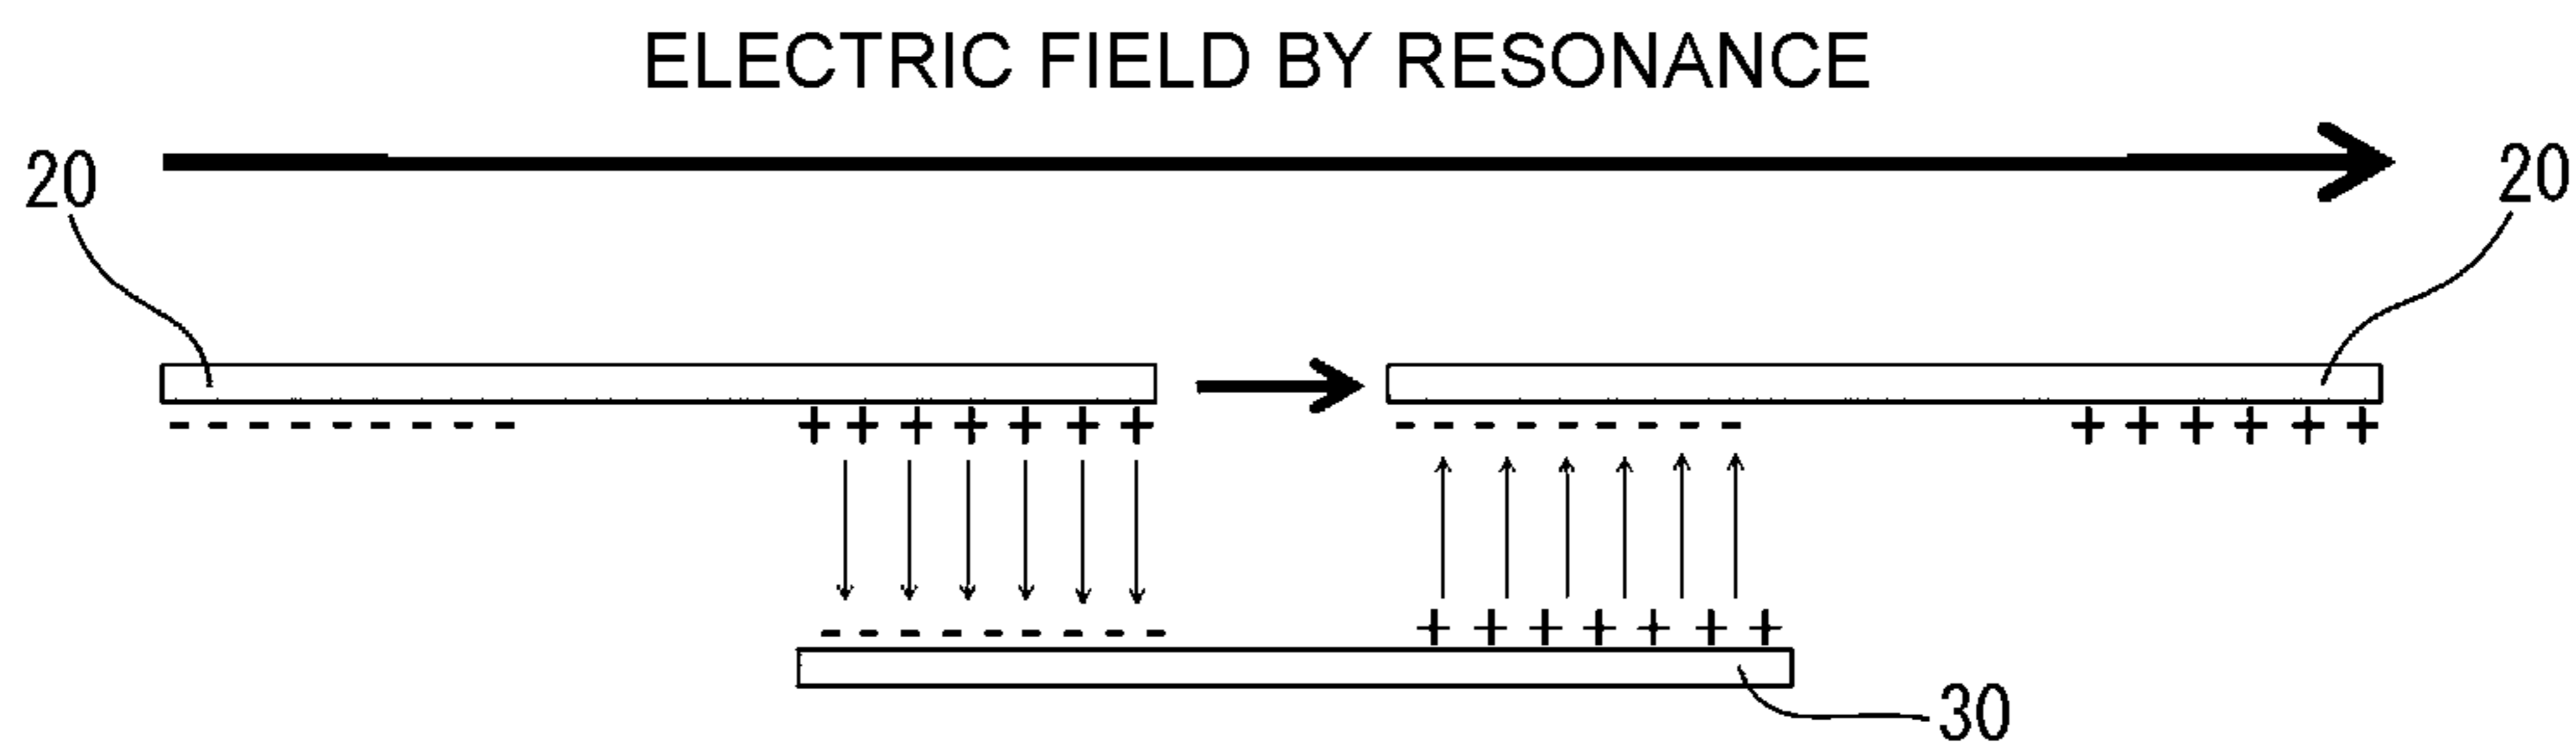 ELECTRIC FIELD BY RESONANCE
20 20
- - - - - - - - - + + + + + + + - - - - - - - - - + + + + + +
- - - - - - - - - + + + + + + +
30